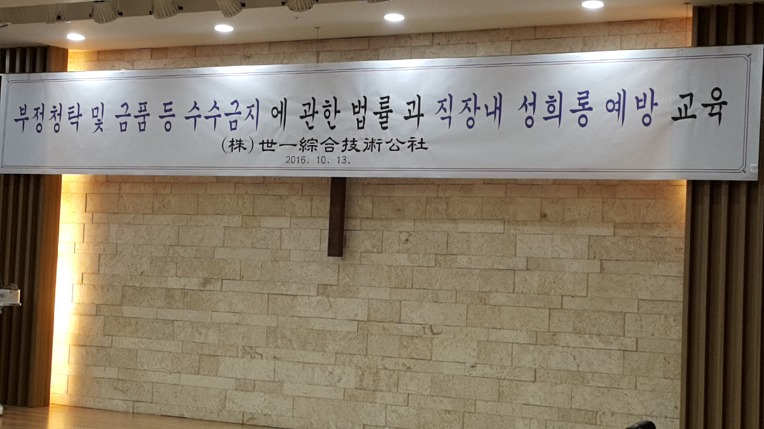 부정청탁 및 금품 등 수수금지 에 관한 법률 과 직장내 성희롱 예방 교육
(株) 世一綜合技術公社
2016. 10. 13.